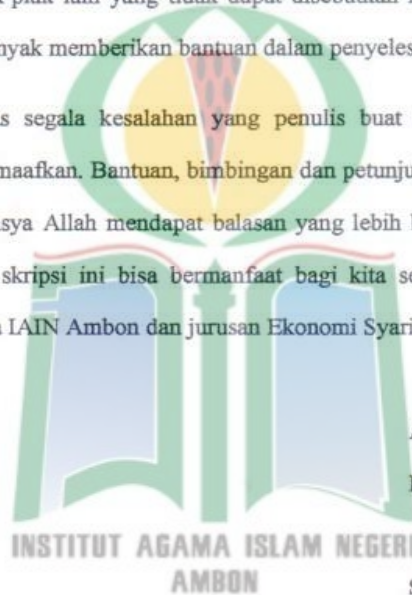 lain yang tidak dapat disebutkan
nyak memberikan bantuan dalam penyeles
s segala kesalahan yang penulis buat
maafkan. Bantuan, bimbingan dan petunju
sya Allah mendapat balasan yang lebih
skripsi ini bisa bermanfaat bagi kita se
IAIN Ambon dan jurusan Ekonomi Syari
INSTITUT AGAMA ISLAM NEGERI
AMBON